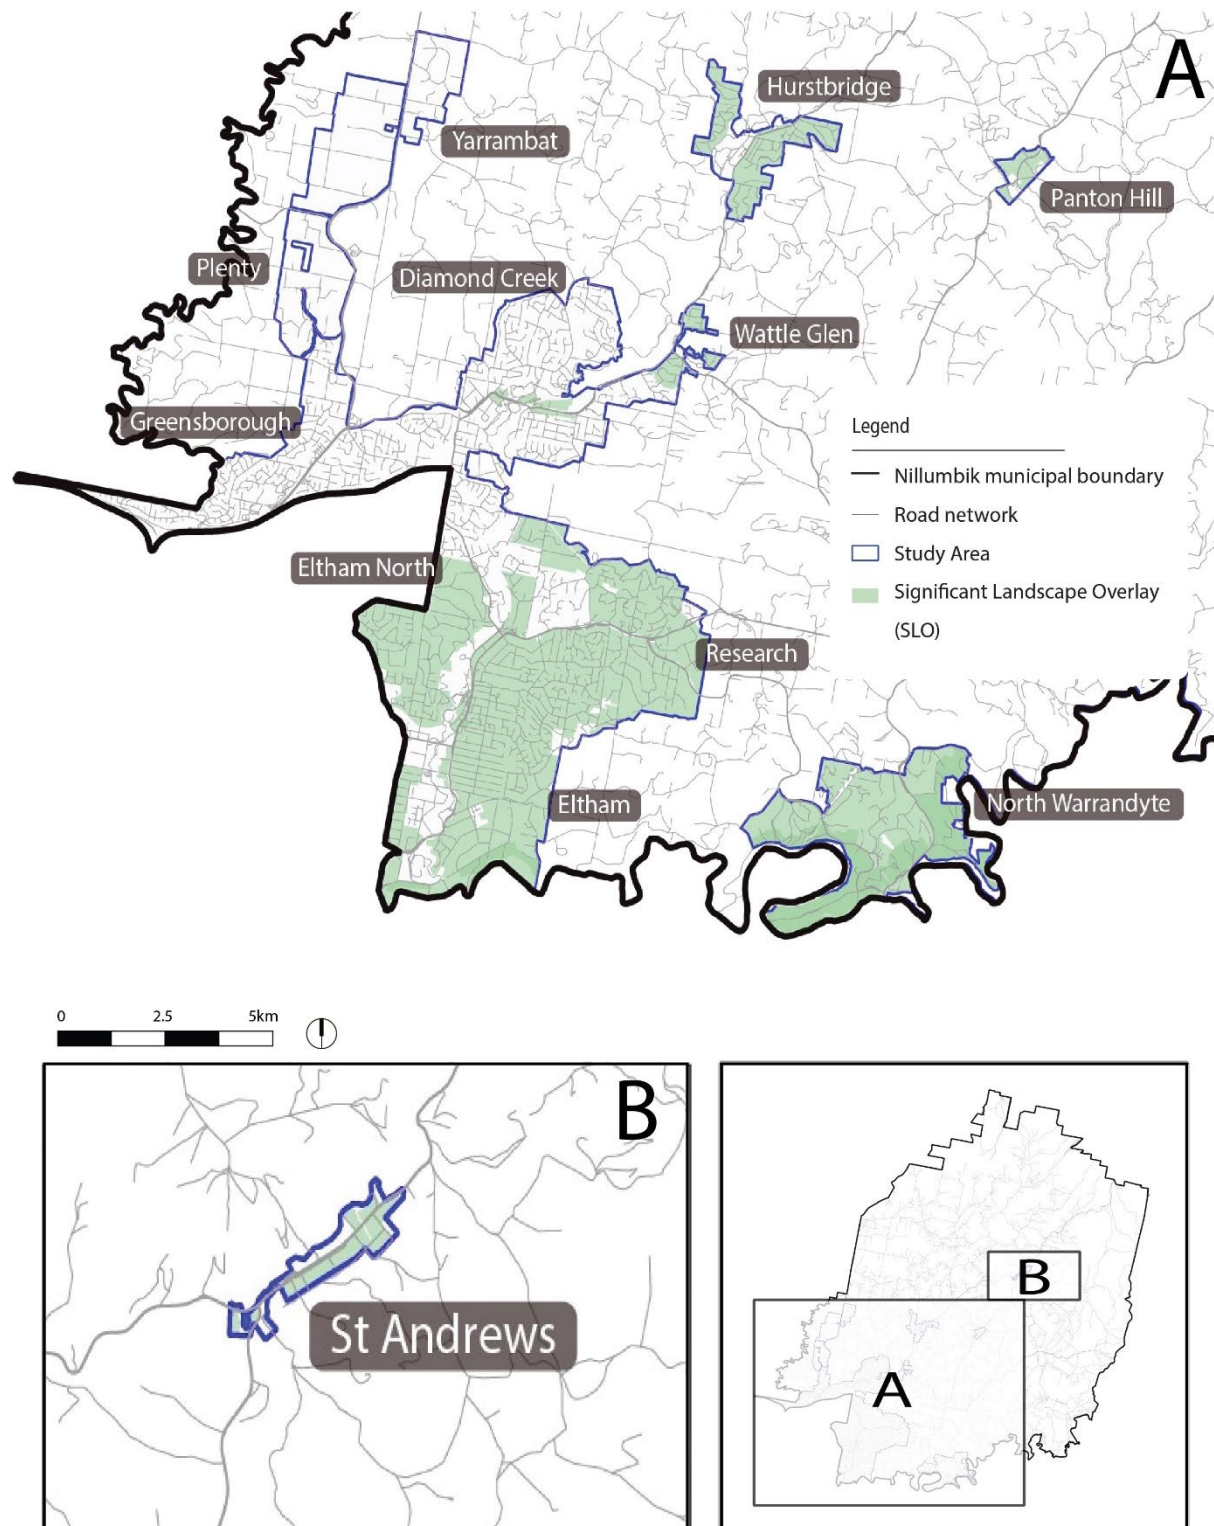 A
Hurstbridge
Yarrambat
Panton Hill
Plenty
Diamond Creek
Wattle Glen
Greensborough
Legend
Nillumbik municipal boundary
Road network
Study Area
Significant Landscape Overlay
(SLO)
Eltham North
Research
Eltham
North Warrandyte
0 2.5 5km
B
St Andrews
B
A